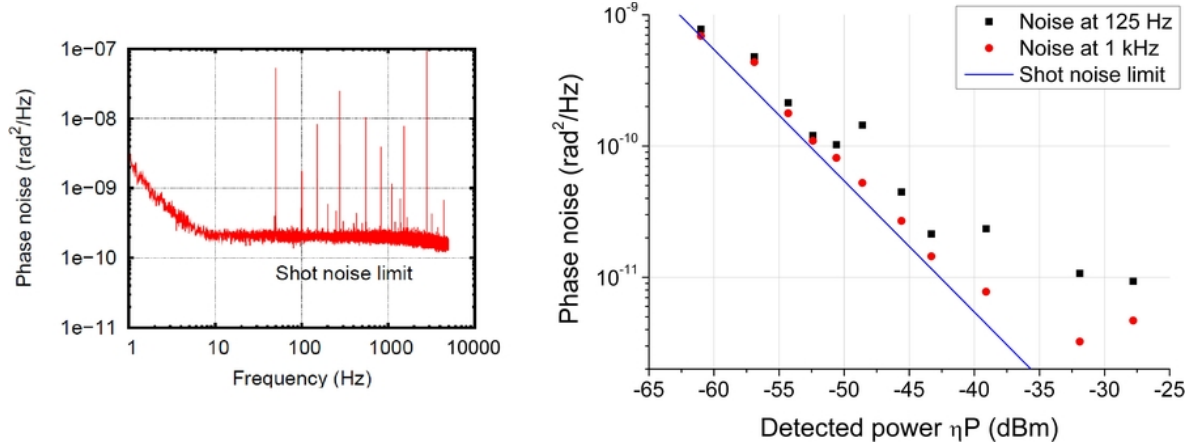 Phase noise (rad²/Hz)
1e−07
1e−08
1e−09
1e−10
1e−11
Shot noise limit
1
10
100
1000
10000
Frequency (Hz)
Phase noise (rad²/Hz)
10⁻⁹
10⁻¹⁰
10⁻¹¹
Noise at 125 Hz
Noise at 1 kHz
Shot noise limit
-65
-60
-55
-50
-45
-40
-35
-30
-25
Detected power ηP (dBm)